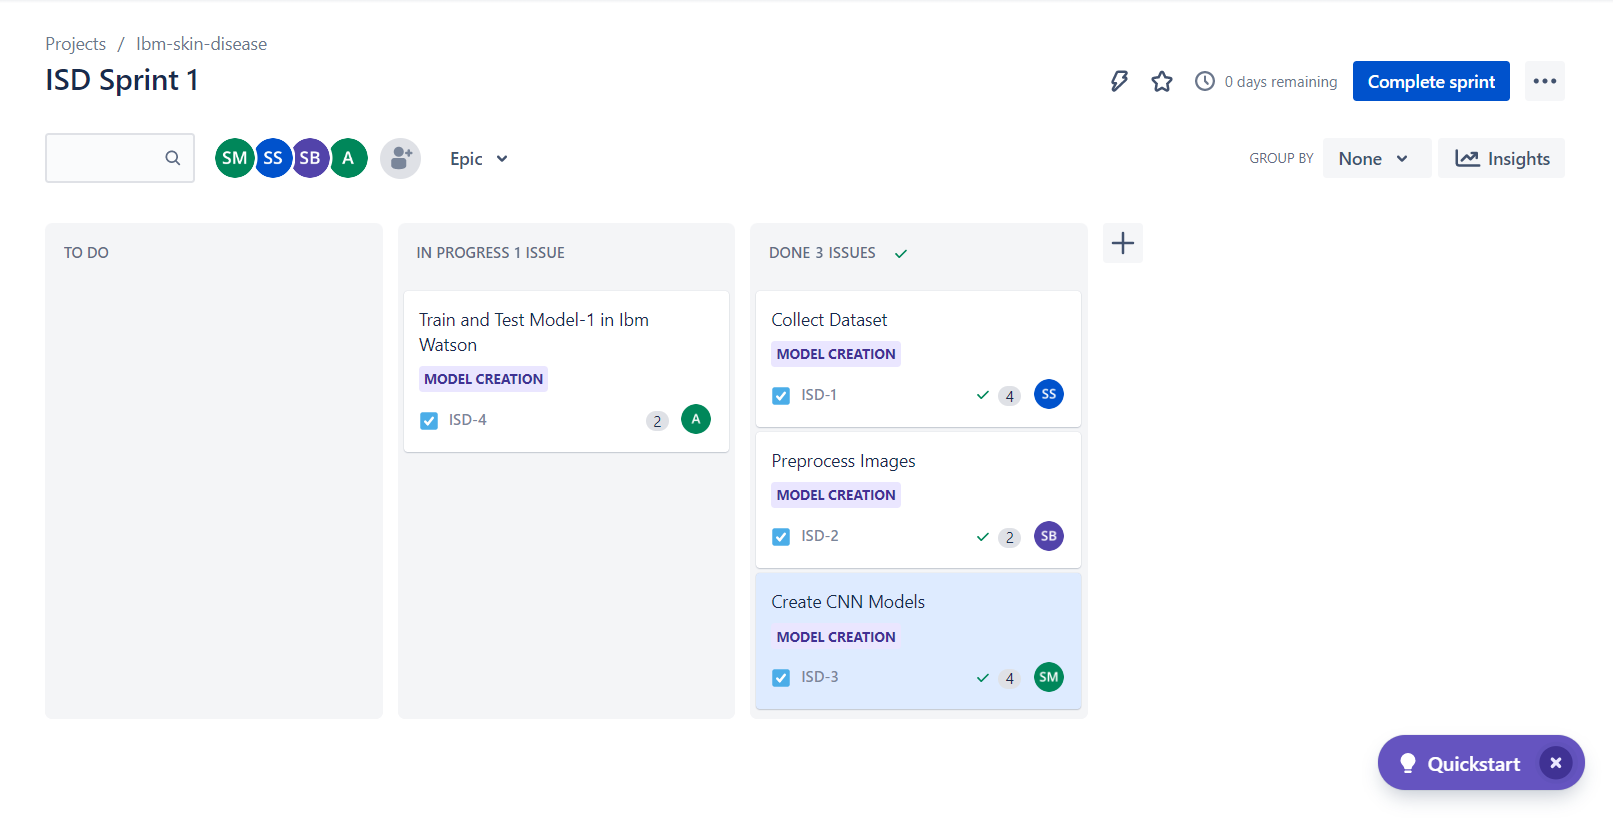 Projects / Ibm-skin-disease
ISD Sprint 1
0 days remaining
Complete sprint
SM SS SB A
Epic
GROUP BY
None
Insights
TO DO
IN PROGRESS 1 ISSUE
Train and Test Model-1 in Ibm
Watson
MODEL CREATION
ISD-4
2
A
DONE 3 ISSUES
Collect Dataset
MODEL CREATION
ISD-1
4
SS
Preprocess Images
MODEL CREATION
ISD-2
2
SB
Create CNN Models
MODEL CREATION
ISD-3
4
SM
Quickstart